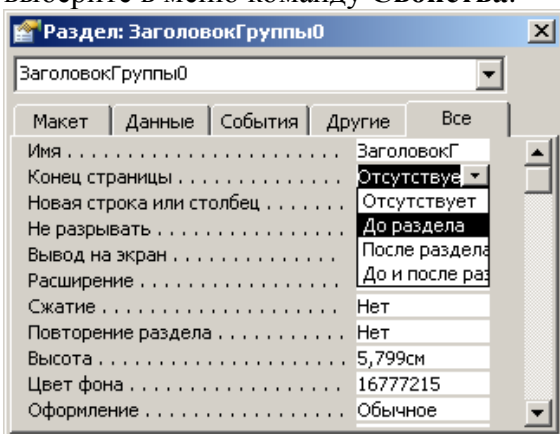 выберите в меню команду Свойства.
Раздел: ЗаголовокГруппы0
ЗаголовокГруппы0
Макет Данные События Другие Все
Имя ЗаголовокГ
Конец страницы Отсутствуе
Новая строка или столбец Отсутствует
Не разрывать До раздела
Вывод на экран После раздела
Расширение До и после раз
Сжатие Нет
Повторение раздела Нет
Высота 5,799см
Цвет фона 16777215
Оформление Обычное